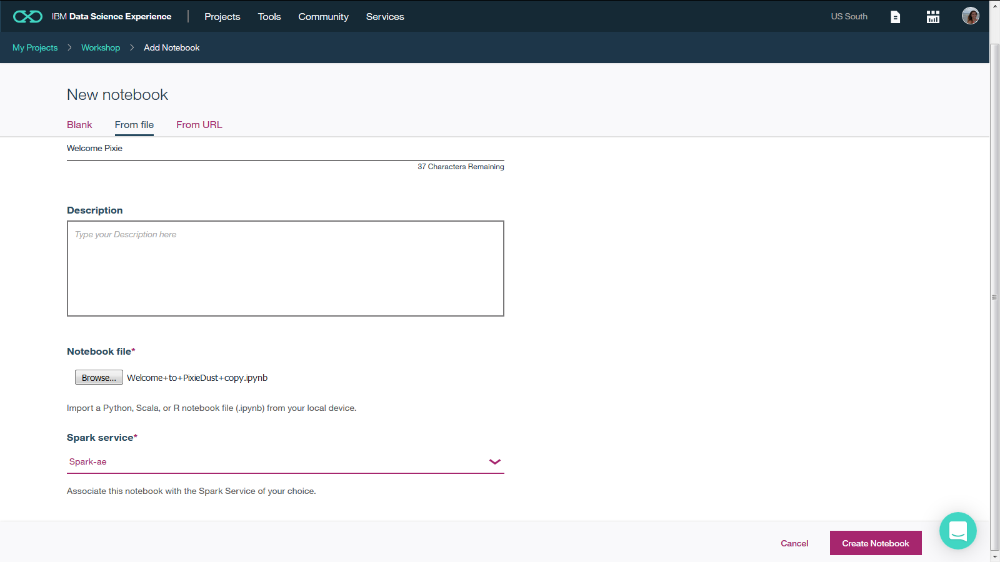 IBM Data Science Experience | Projects Tools Community Services US South
My Projects > Workshop > Add Notebook
New notebook
Blank From file From URL
Welcome Pixie
37 Characters Remaining
Description
Type your Description here
Notebook file*
Browse... Welcome+to+PixieDust+copy.ipynb
Import a Python, Scala, or R notebook file (.ipynb) from your local device.
Spark service*
Spark-ae
Associate this notebook with the Spark Service of your choice.
Cancel Create Notebook